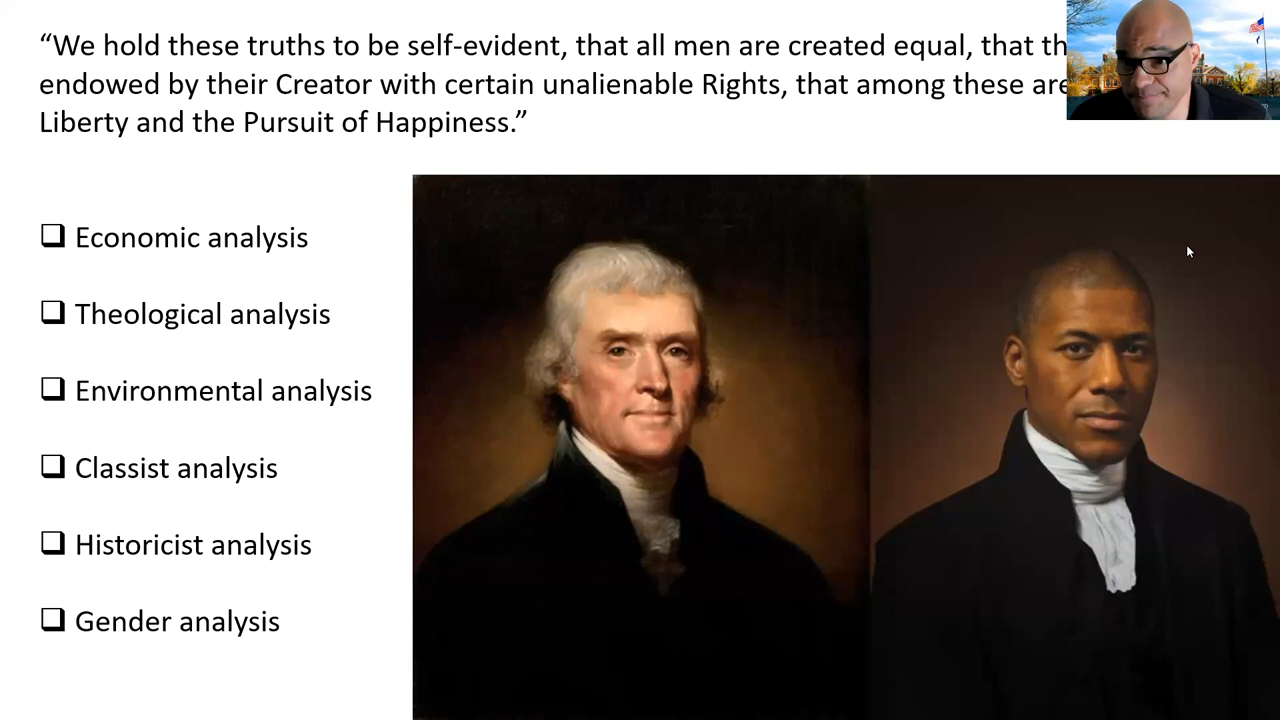 “We hold these truths to be self-evident, that all men are created equal, that th
endowed by their Creator with certain unalienable Rights, that among these are
Liberty and the Pursuit of Happiness.”
Economic analysis
Theological analysis
Environmental analysis
Classist analysis
Historicist analysis
Gender analysis